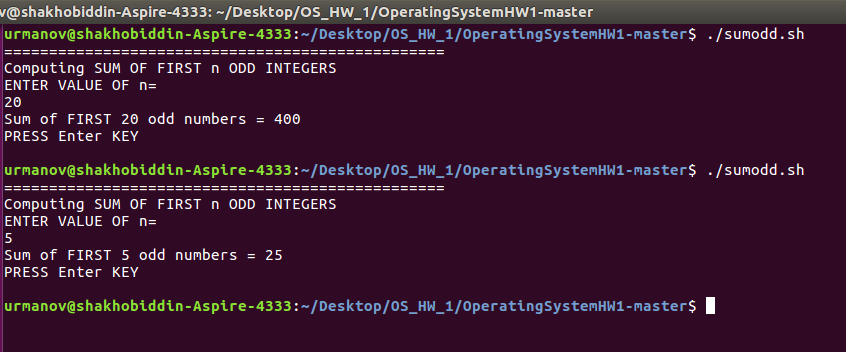 v@shakhobiddin-Aspire-4333: ~/Desktop/OS_HW_1/OperatingSystemHW1-master
urmanov@shakhobiddin-Aspire-4333:~/Desktop/OS_HW_1/OperatingSystemHW1-master$ ./sumodd.sh
=================================================
Computing SUM OF FIRST n ODD INTEGERS
ENTER VALUE OF n=
20
Sum of FIRST 20 odd numbers = 400
PRESS Enter KEY
urmanov@shakhobiddin-Aspire-4333:~/Desktop/OS_HW_1/OperatingSystemHW1-master$ ./sumodd.sh
=================================================
Computing SUM OF FIRST n ODD INTEGERS
ENTER VALUE OF n=
5
Sum of FIRST 5 odd numbers = 25
PRESS Enter KEY
urmanov@shakhobiddin-Aspire-4333:~/Desktop/OS_HW_1/OperatingSystemHW1-master$